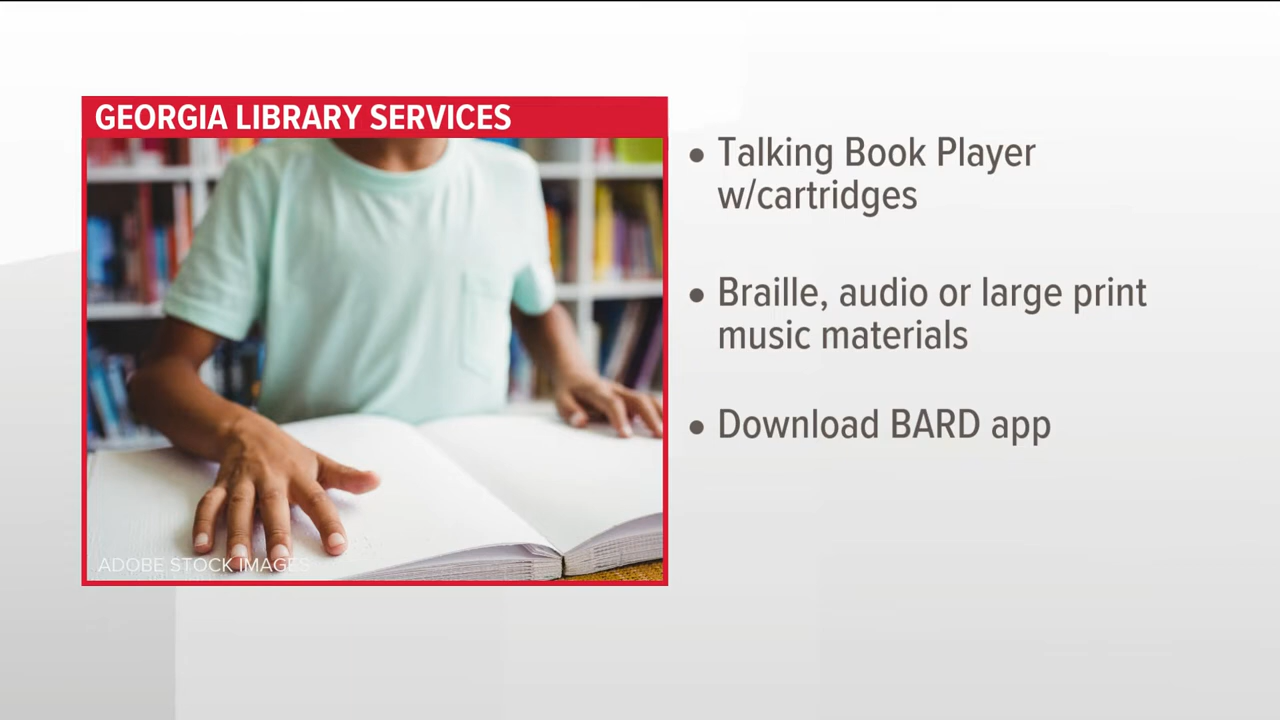 GEORGIA LIBRARY SERVICES
• Talking Book Player
w/cartridges
• Braille, audio or large print
music materials
• Download BARD app
ADOBE STOCK IMAGES